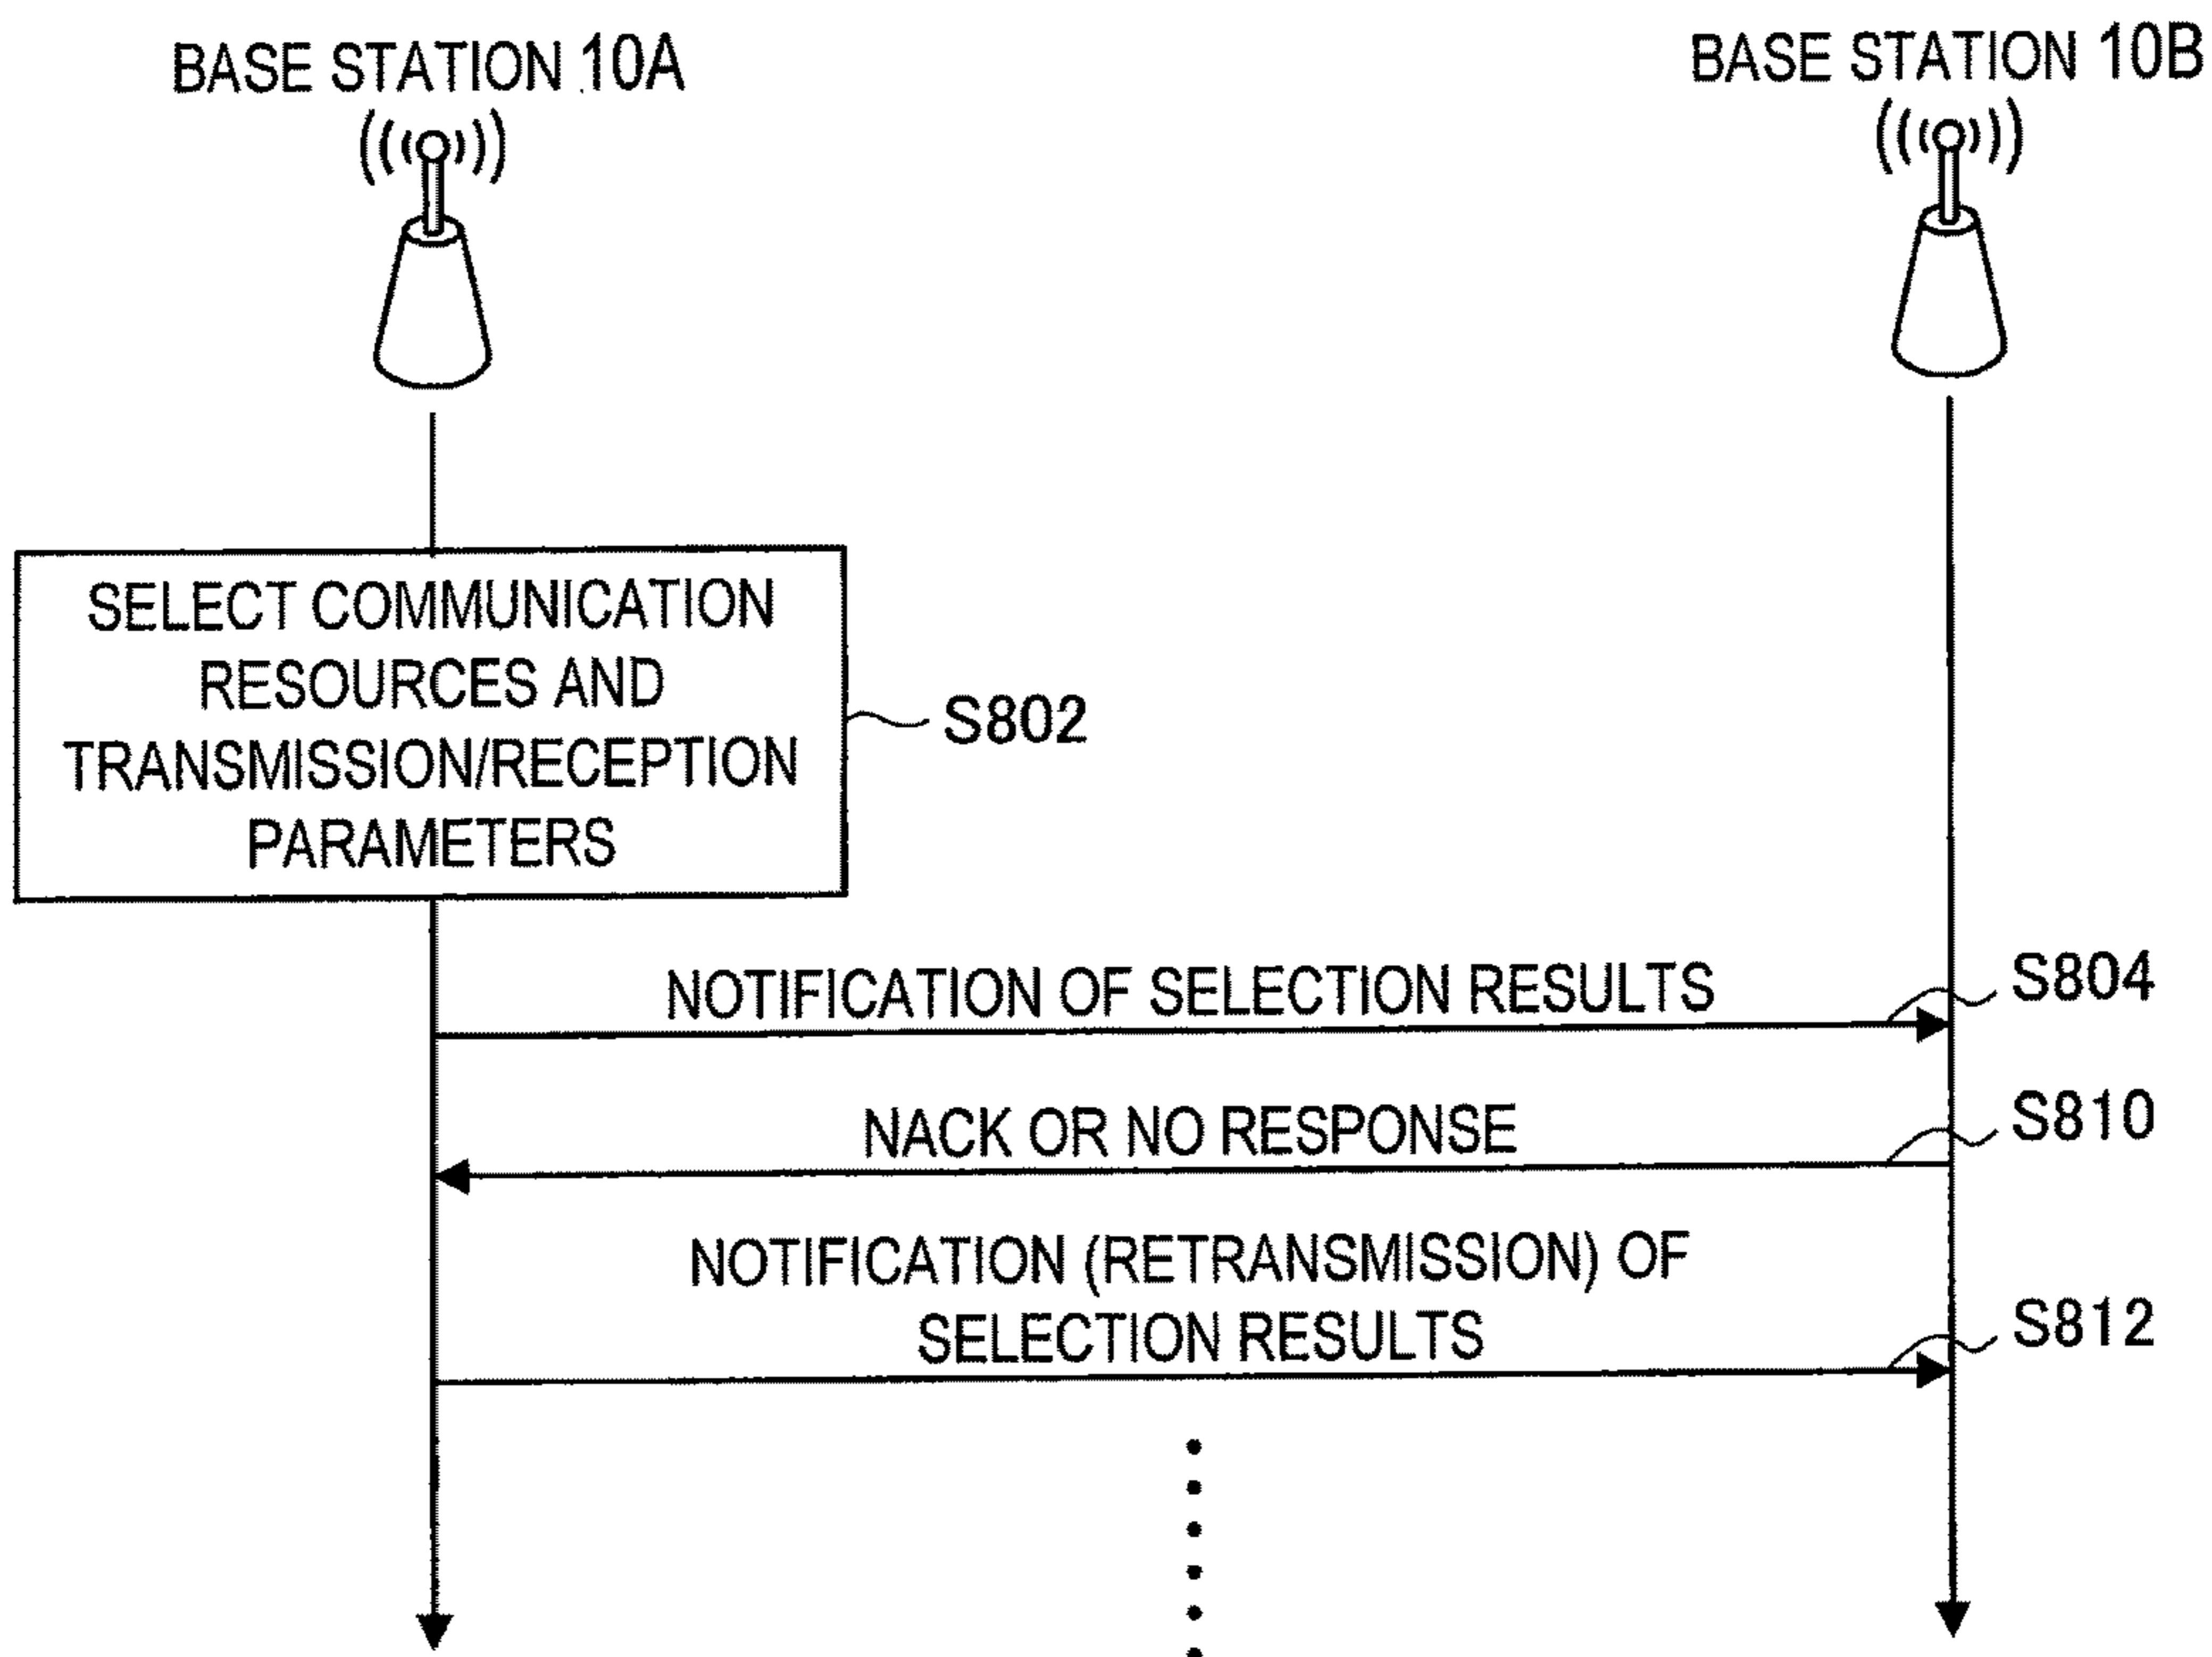 BASE STATION 10A
BASE STATION 10B
SELECT COMMUNICATION
RESOURCES AND
TRANSMISSION/RECEPTION
PARAMETERS
S802
NOTIFICATION OF SELECTION RESULTS
S804
NACK OR NO RESPONSE
S810
NOTIFICATION (RETRANSMISSION) OF
SELECTION RESULTS
S812